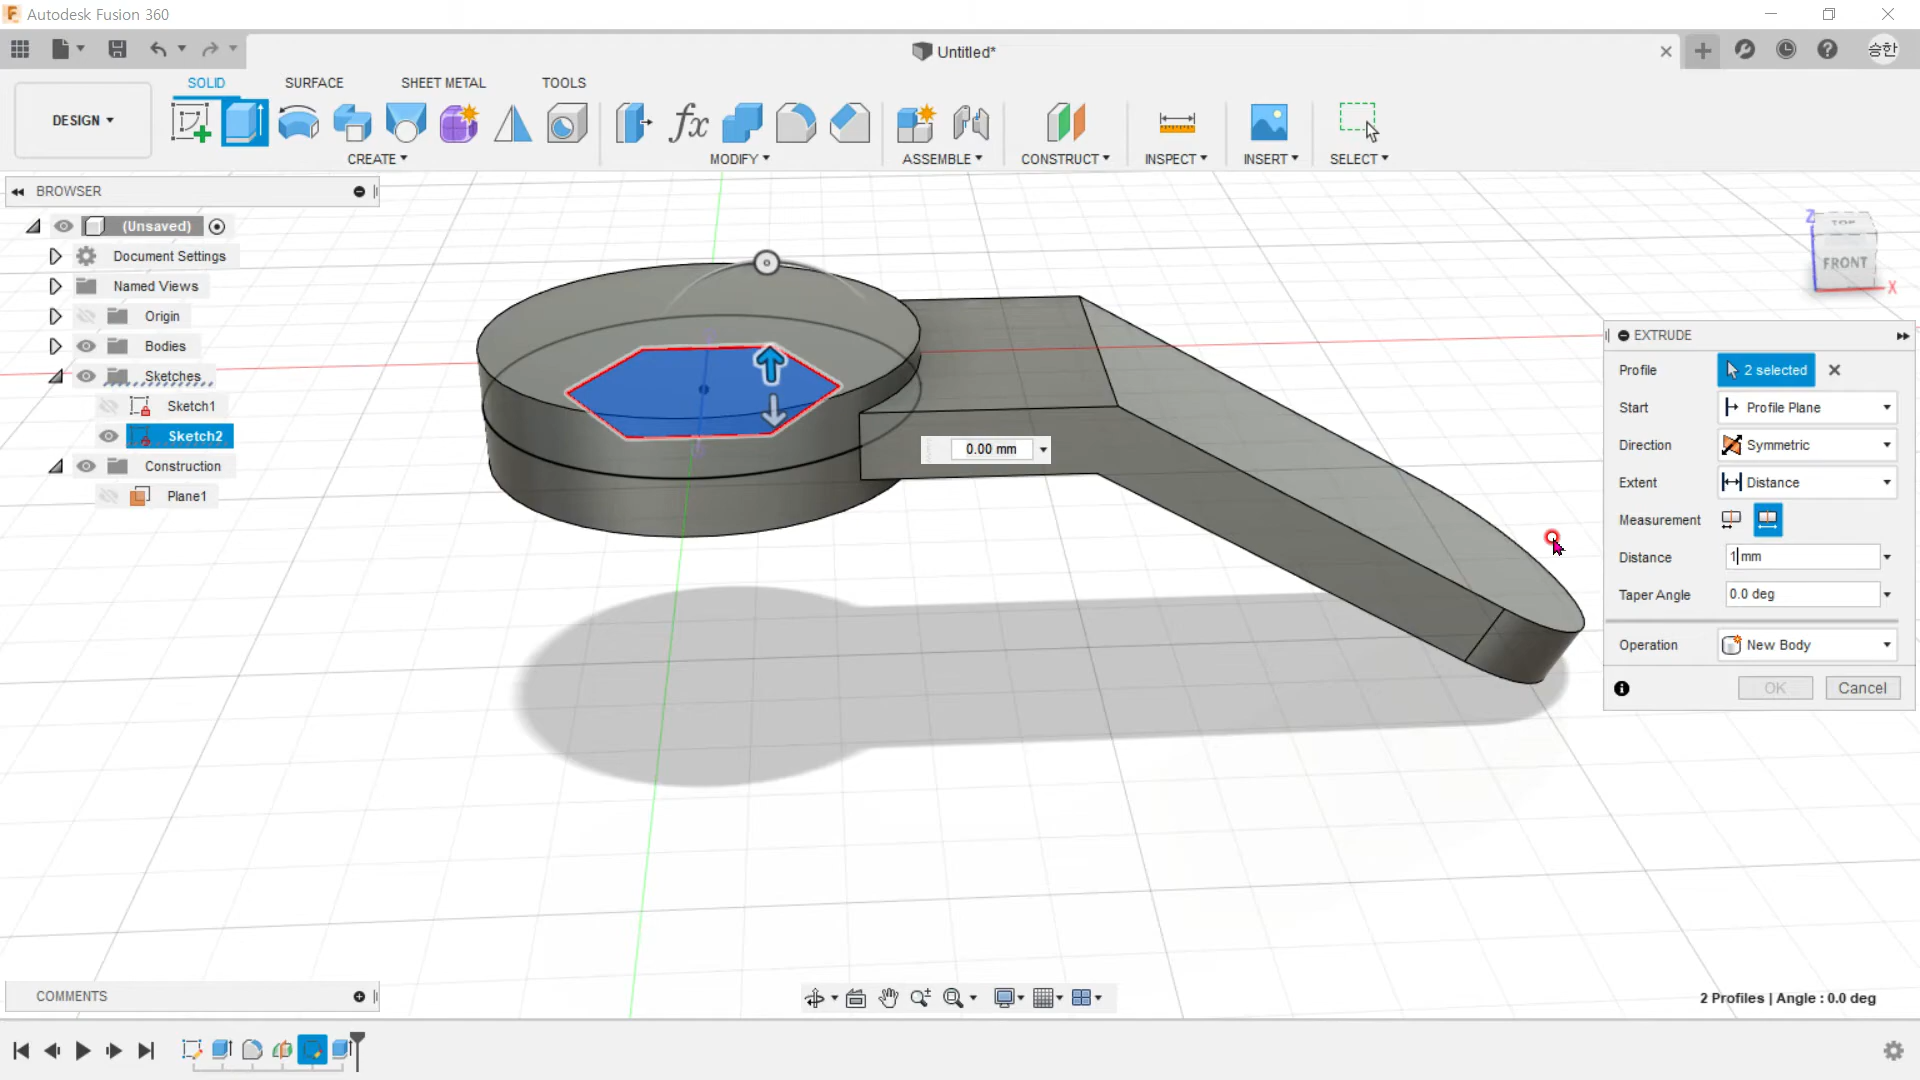 Autodesk Fusion 360
Untitled*
승한
SOLID SURFACE SHEET METAL TOOLS
DESIGN
CREATE MODIFY ASSEMBLE CONSTRUCT INSPECT INSERT SELECT
BROWSER
(Unsaved)
Document Settings
Named Views
Origin
Bodies
Sketches
Sketch1
Sketch2
Construction
Plane1
0.00 mm
Z
TOP
FRONT
X
EXTRUDE
Profile 2 selected
Start Profile Plane
Direction Symmetric
Extent Distance
Measurement
Distance 1 mm
Taper Angle 0.0 deg
Operation New Body
OK Cancel
COMMENTS
2 Profiles | Angle : 0.0 deg